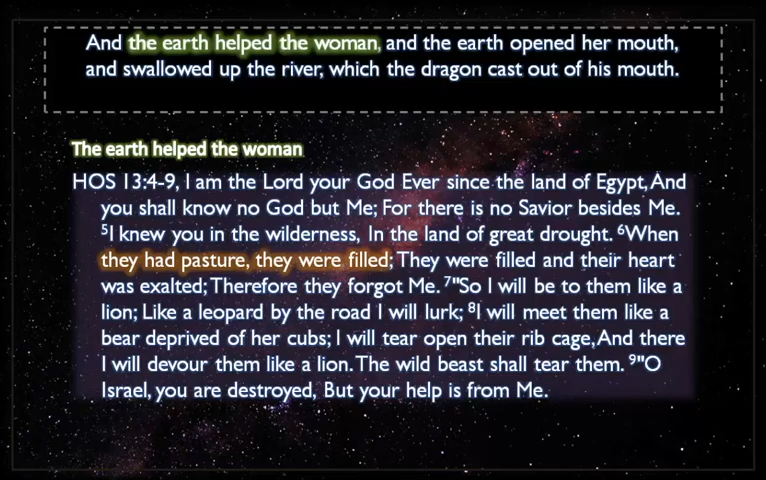 And the earth helped the woman, and the earth opened her mouth,
and swallowed up the river, which the dragon cast out of his mouth.
The earth helped the woman
HOS 13:4-9, I am the Lord your God Ever since the land of Egypt, And
you shall know no God but Me; For there is no Savior besides Me.
⁵I knew you in the wilderness, In the land of great drought. ⁶When
they had pasture, they were filled; They were filled and their heart
was exalted; Therefore they forgot Me. ⁷"So I will be to them like a
lion; Like a leopard by the road I will lurk; ⁸I will meet them like a
bear deprived of her cubs; I will tear open their rib cage, And there
I will devour them like a lion. The wild beast shall tear them. ⁹"O
Israel, you are destroyed, But your help is from Me.